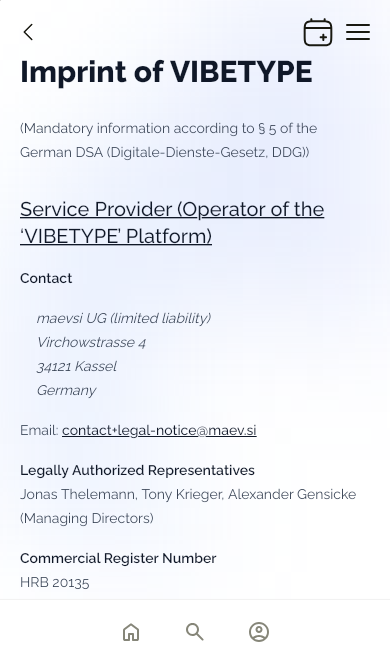 Imprint of VIBETYPE
(Mandatory information according to § 5 of the
German DSA (Digitale-Dienste-Gesetz, DDG))
Service Provider (Operator of the
‘VIBETYPE’ Platform)
Contact
maevsi UG (limited liability)
Virchowstrasse 4
34121 Kassel
Germany
Email: contact+legal-notice@maev.si
Legally Authorized Representatives
Jonas Thelemann, Tony Krieger, Alexander Gensicke
(Managing Directors)
Commercial Register Number
HRB 20135